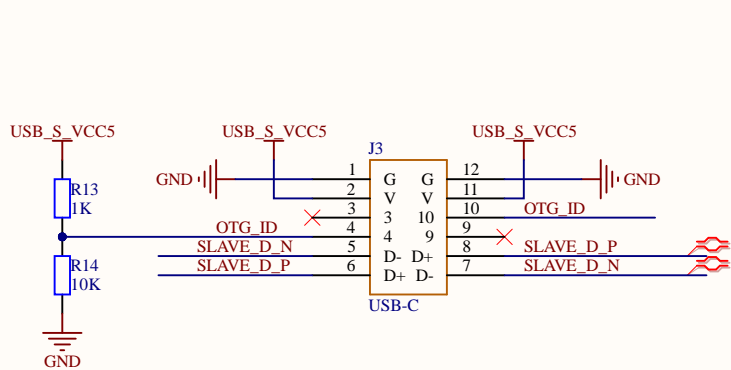 USB_S_VCC5 USB_S_VCC5 USB_S_VCC5
J3
1 12
GND G G GND
R13 2 11
1K V V
3 10 OTG_ID
3 10
OTG_ID 4 9
4 9
SLAVE_D_N 5 8 SLAVE_D_P
D- D+
R14 SLAVE_D_P 6 7 SLAVE_D_N
10K D+ D-
USB-C
GND